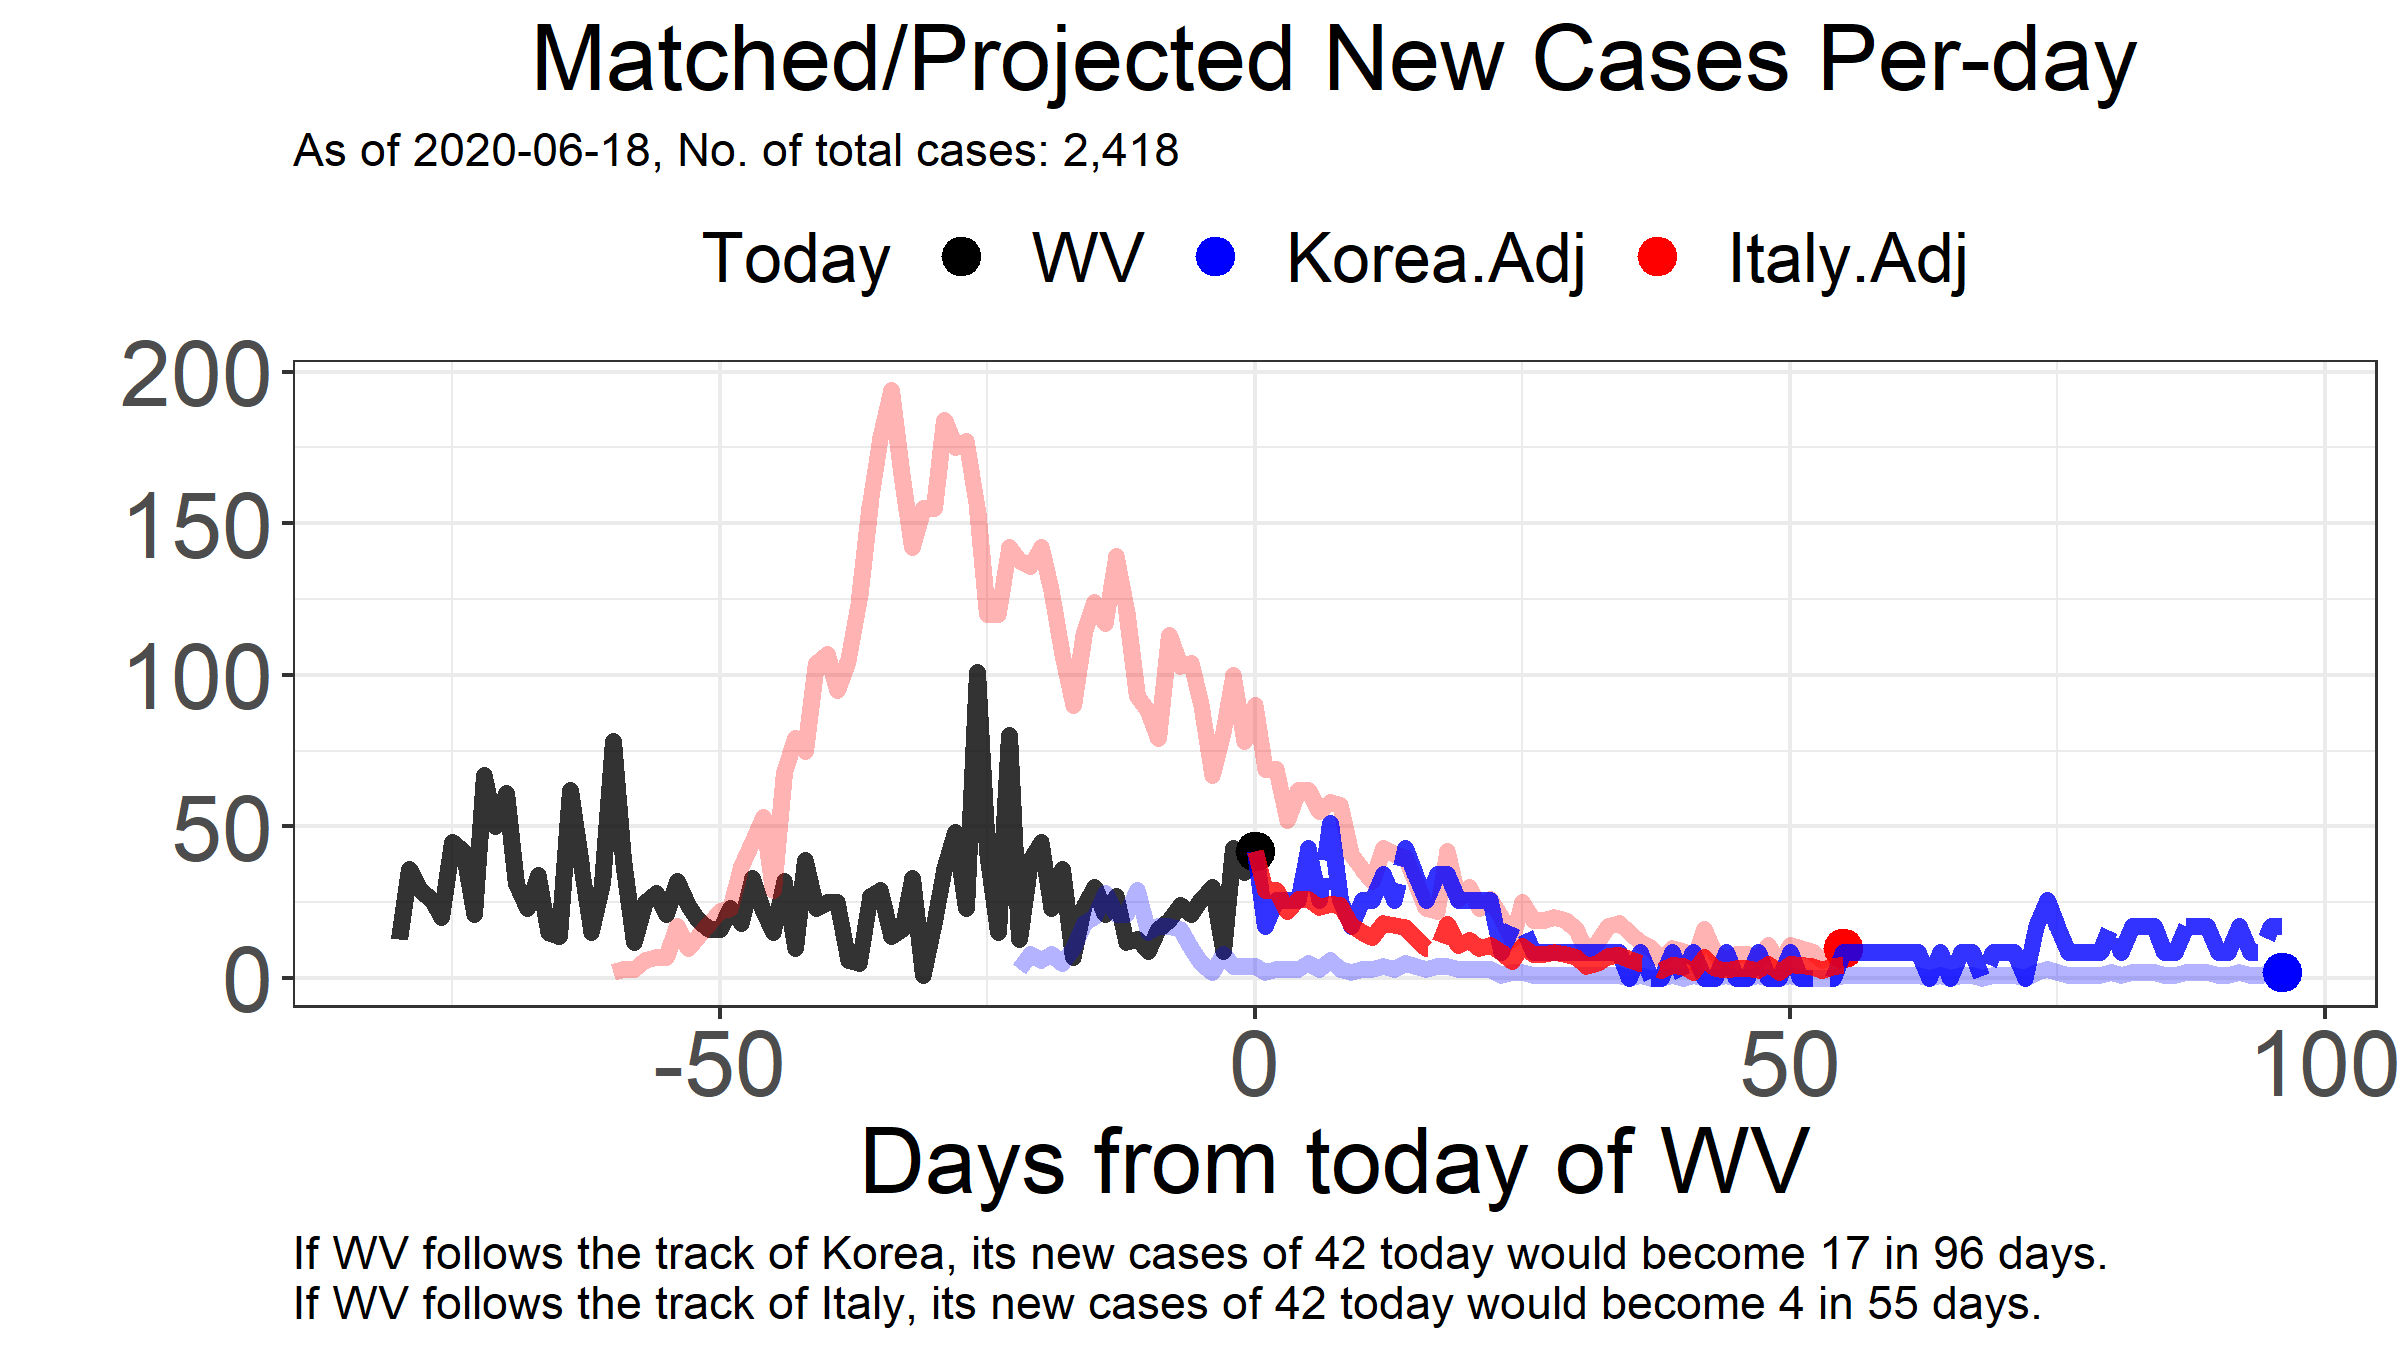 Matched/Projected New Cases Per-day
As of 2020-06-18, No. of total cases: 2,418
Today WV Korea.Adj Italy.Adj
200
150
100
50
0
-50 0 50 100
Days from today of WV
If WV follows the track of Korea, its new cases of 42 today would become 17 in 96 days.
If WV follows the track of Italy, its new cases of 42 today would become 4 in 55 days.